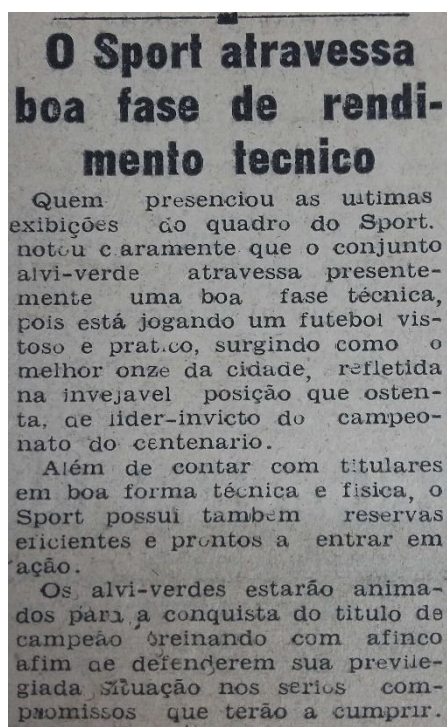 O Sport atravessa
boa fase de rendi-
mento tecnico
Quem presenciou as ultimas
exibições do quadro do Sport.
notou claramente que o conjunto
alvi-verde atravessa presente-
mente uma boa fase técnica,
pois está jogando um futebol vis-
toso e pratico, surgindo como o
melhor onze da cidade, refletida
na invejavel posição que osten-
ta, de lider-invicto do campeo-
nato do centenario.
Além de contar com titulares
em boa forma técnica e fisica, o
Sport possui tambem reservas
eficientes e prontos a entrar em
ação.
Os alvi-verdes estarão anima-
dos para a conquista do titulo de
campeão treinando com afinco
afim de defenderem sua previle-
giada situação nos serios com-
promissos que terão a cumprir.